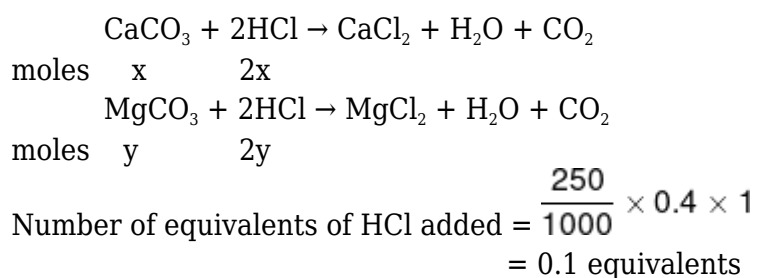 CaCO₃ + 2HCl → CaCl₂ + H₂O + CO₂
moles x 2x
MgCO₃ + 2HCl → MgCl₂ + H₂O + CO₂
moles y 2y
Number of equivalents of HCl added = 250/1000 × 0.4 × 1
= 0.1 equivalents